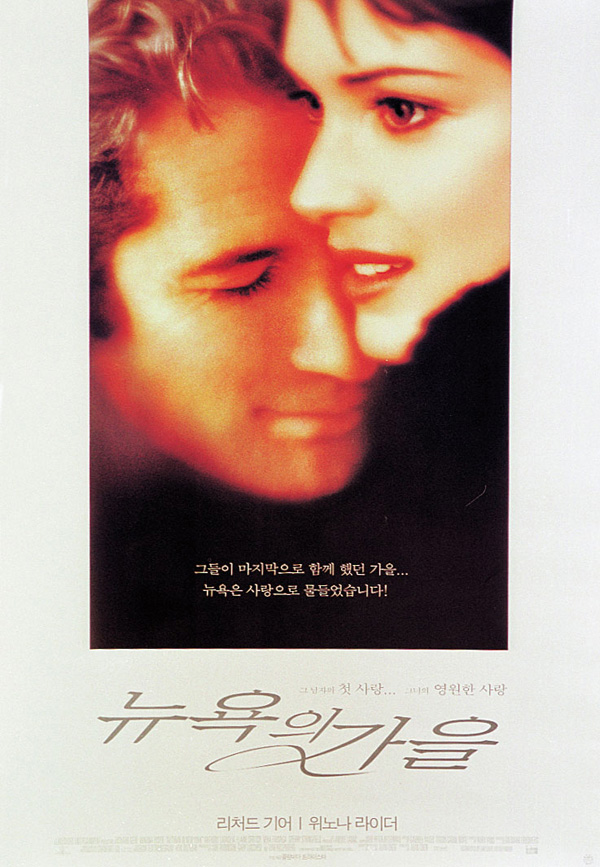 그들이 마지막으로 함께 했던 가을...
뉴욕은 사랑으로 물들었습니다!
그 남자의 첫 사랑... 그녀의 영원한 사랑
뉴욕의 가을
리처드 기어 | 위노나 라이더